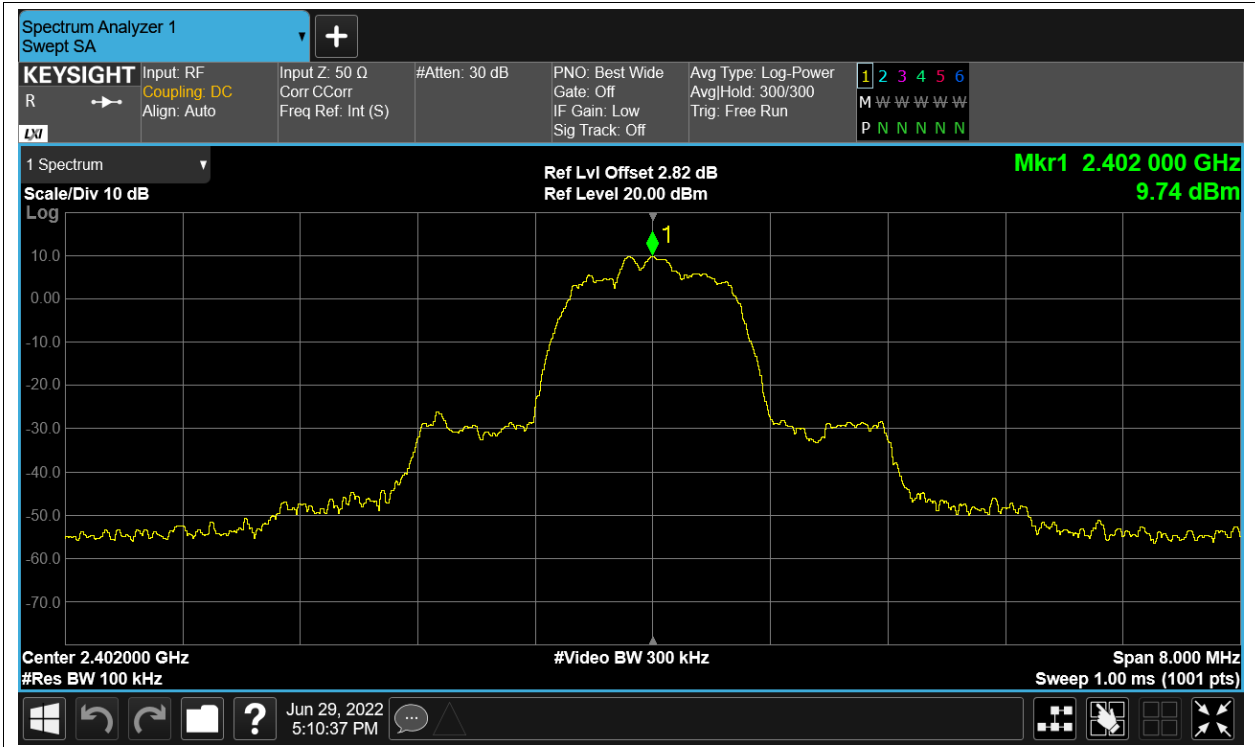 Spectrum Analyzer 1
Swept SA
KEYSIGHT
R
LXI
Input: RF
Coupling: DC
Align: Auto
Input Z: 50 Ω
Corr CCorr
Freq Ref: Int (S)
#Atten: 30 dB
PNO: Best Wide
Gate: Off
IF Gain: Low
Sig Track: Off
Avg Type: Log-Power
Avg|Hold: 300/300
Trig: Free Run
1 2 3 4 5 6
M W W W W W
P N N N N N
1 Spectrum
Scale/Div 10 dB
Log
Ref Lvl Offset 2.82 dB
Ref Level 20.00 dBm
Mkr1 2.402 000 GHz
9.74 dBm
1
10.0
0.00
-10.0
-20.0
-30.0
-40.0
-50.0
-60.0
-70.0
Center 2.402000 GHz
#Res BW 100 kHz
#Video BW 300 kHz
Span 8.000 MHz
Sweep 1.00 ms (1001 pts)
?
Jun 29, 2022
5:10:37 PM